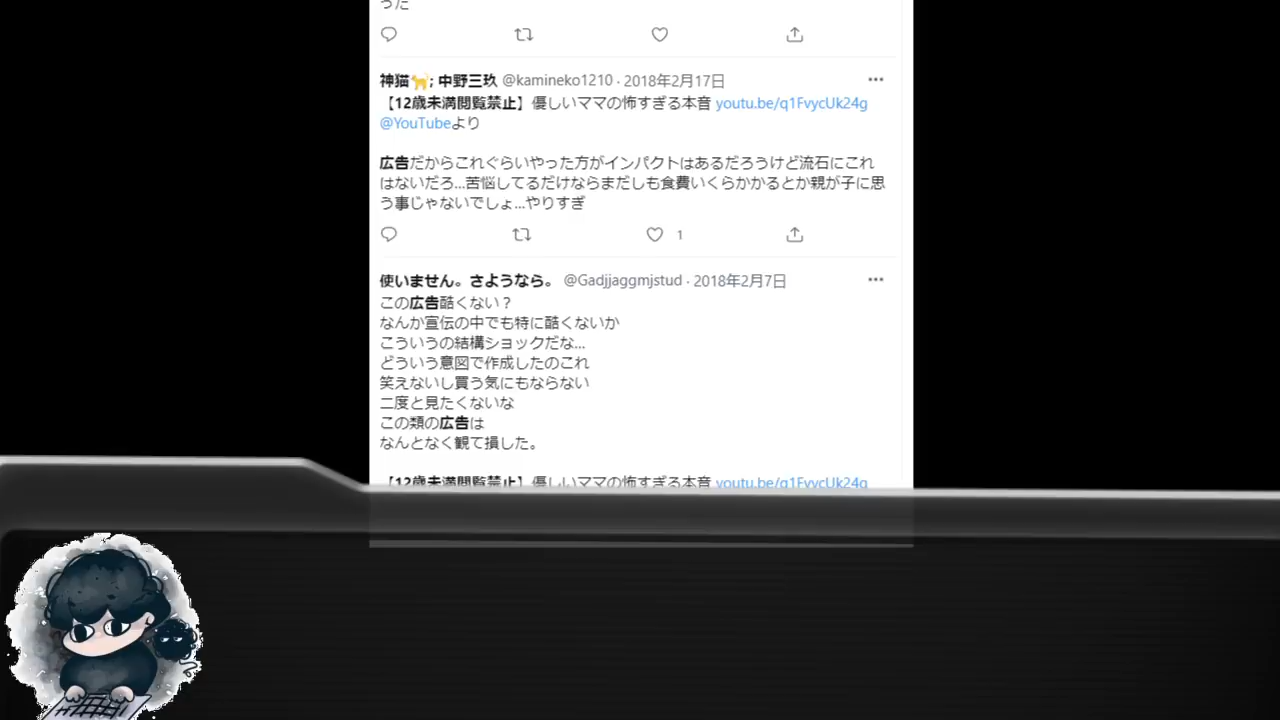 った
神猫🐈; 中野三玖 @kamineko1210 · 2018年2月17日
【12歳未満閲覧禁止】優しいママの怖すぎる本音 youtu.be/q1FvycUk24g
@YouTubeより
広告だからこれぐらいやった方がインパクトはあるだろうけど流石にこれ
はないだろ...苦悩してるだけならまだしも食費いくらかかるとか親が子に思
う事じゃないでしょ...やりすぎ
1
使いません。さようなら。 @Gadjjaggmjstud · 2018年2月7日
この広告酷くない？
なんか宣伝の中でも特に酷くないか
こういうの結構ショックだな...
どういう意図で作成したのこれ
笑えないし買う気にもならない
二度と見たくないな
この類の広告は
なんとなく観て損した。
【12歳未満閲覧禁止】優しいママの怖すぎる本音 youtu.be/q1FvycUk24g